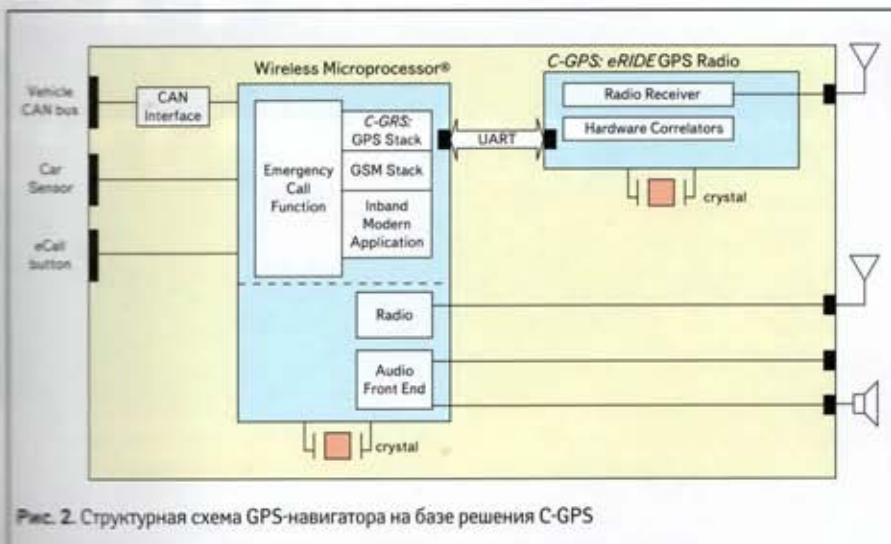 Wireless Microprocessor®
C-GPS: eRIDE GPS Radio
Vehicle
CAN bus
CAN
Interface
Car
Sensor
eCall
button
Emergency
Call
Function
C-GRS:
GPS Stack
GSM Stack
Inband
Modern
Application
UART
Radio Receiver
Hardware Correlators
crystal
Radio
Audio
Front End
crystal
Рис. 2. Структурная схема GPS-навигатора на базе решения C-GPS